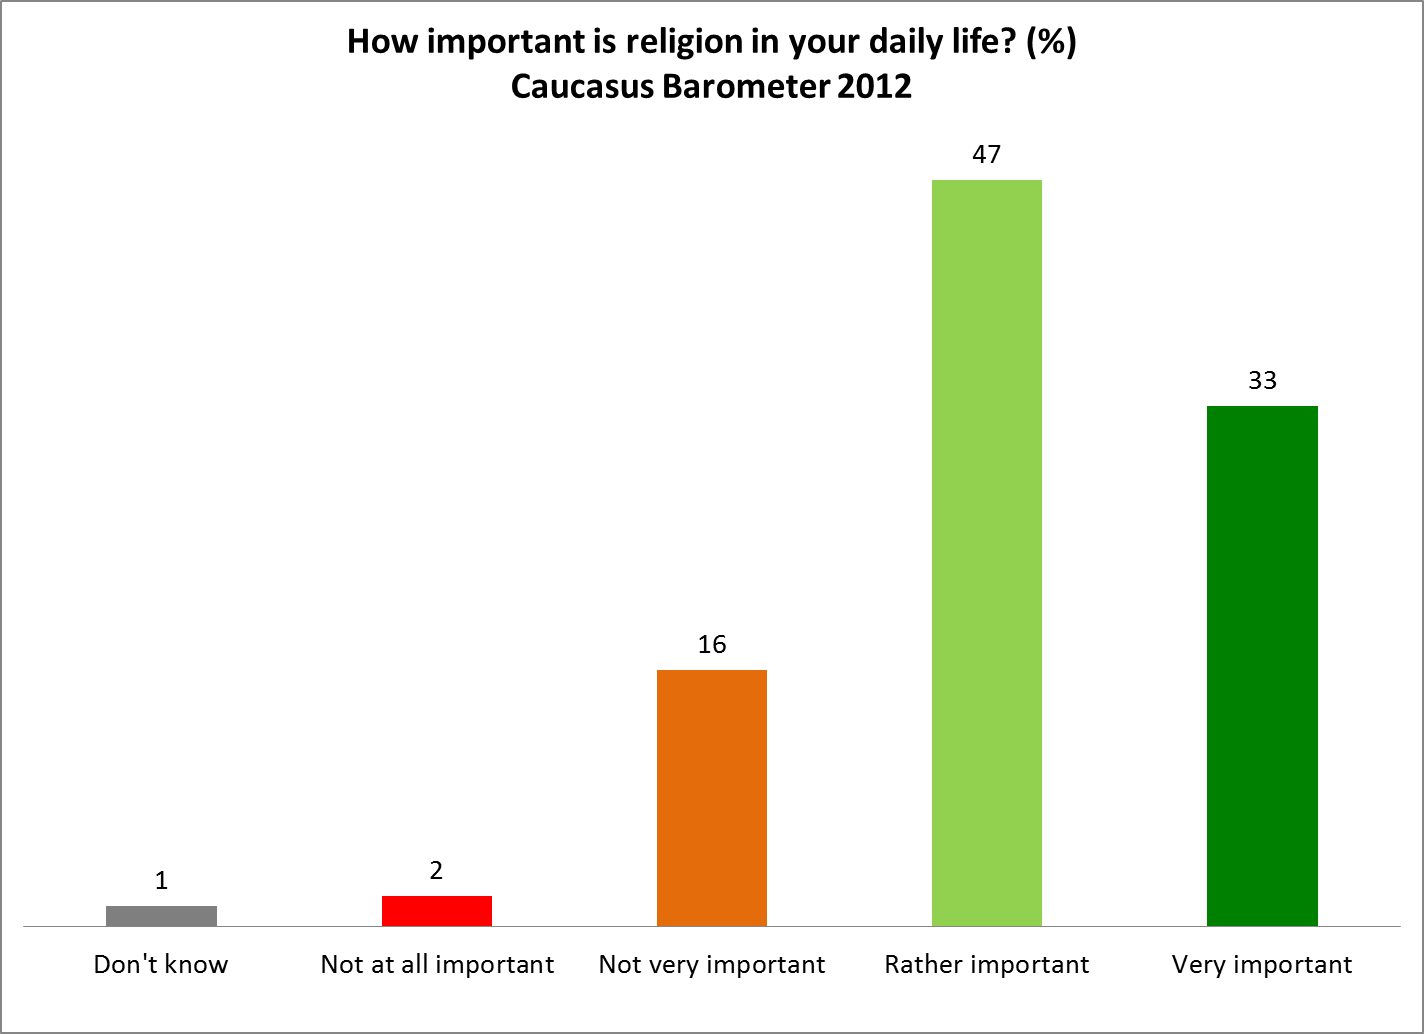 How important is religion in your daily life? (%)
Caucasus Barometer 2012
47
33
16
2
1
Don't know
Not at all important
Not very important
Rather important
Very important